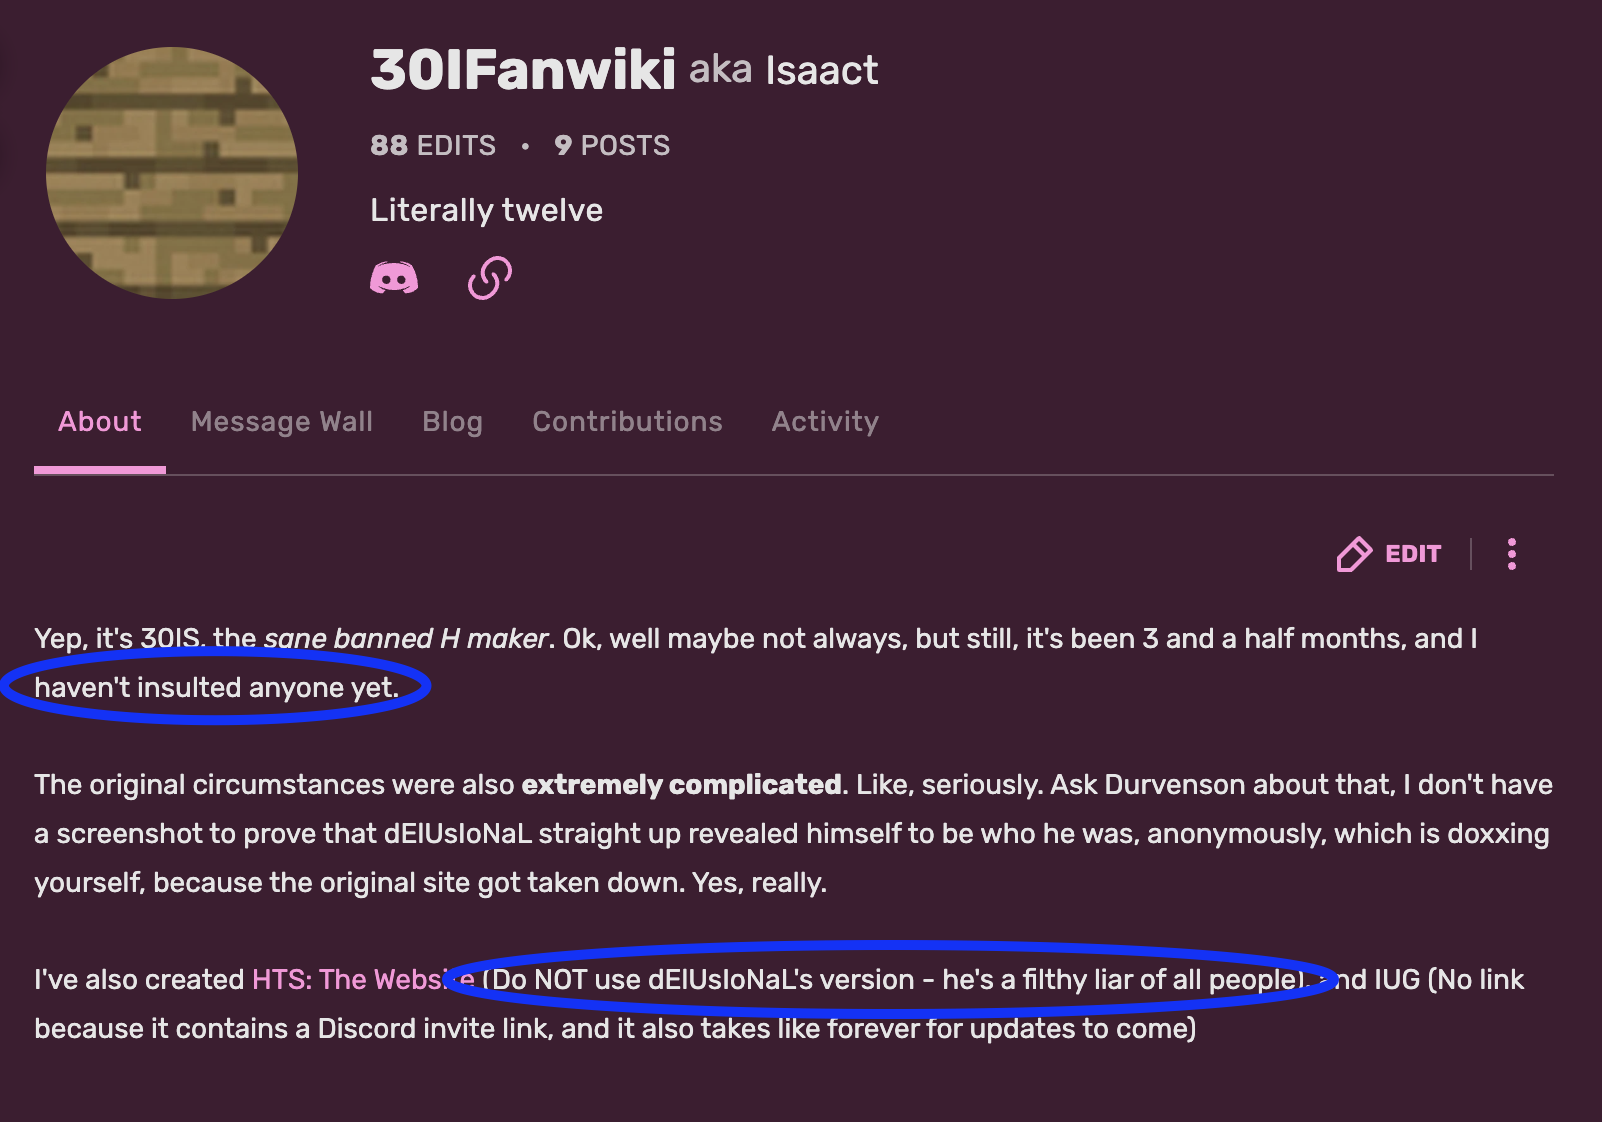 30IFanwiki aka Isaact
88 EDITS • 9 POSTS
Literally twelve
About Message Wall Blog Contributions Activity
EDIT
Yep, it's 30IS, the sane banned H maker. Ok, well maybe not always, but still, it's been 3 and a half months, and I
haven't insulted anyone yet.
The original circumstances were also extremely complicated. Like, seriously. Ask Durvenson about that, I don't have
a screenshot to prove that dElUsIoNaL straight up revealed himself to be who he was, anonymously, which is doxxing
yourself, because the original site got taken down. Yes, really.
I've also created HTS: The Website (Do NOT use dElUsIoNaL's version - he's a filthy liar of all people), and IUG (No link
because it contains a Discord invite link, and it also takes like forever for updates to come)